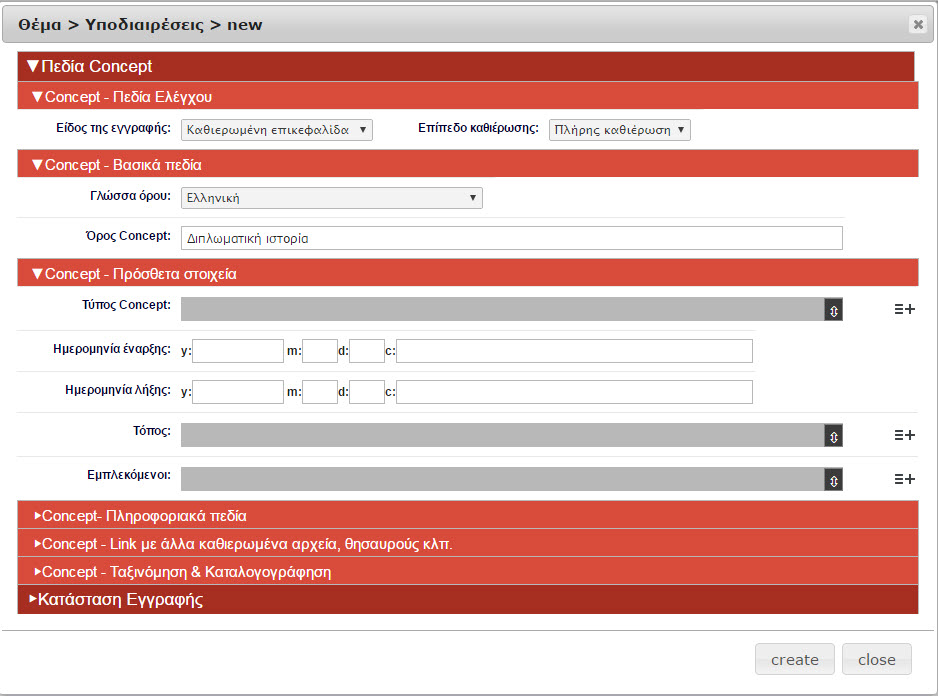 Θέμα > Υποδιαιρέσεις > new
▼Πεδία Concept
▼Concept - Πεδία Ελέγχου
Είδος της εγγραφής: Καθιερωμένη επικεφαλίδα Επίπεδο καθιέρωσης: Πλήρης καθιέρωση
▼Concept - Βασικά πεδία
Γλώσσα όρου: Ελληνική
Όρος Concept: Διπλωματική ιστορία
▼Concept - Πρόσθετα στοιχεία
Τύπος Concept:
Ημερομηνία έναρξης: y: m: d: c:
Ημερομηνία λήξης: y: m: d: c:
Τόπος:
Εμπλεκόμενοι:
▸Concept- Πληροφοριακά πεδία
▸Concept - Link με άλλα καθιερωμένα αρχεία, θησαυρούς κλπ.
▸Concept - Ταξινόμηση & Καταλογογράφηση
▸Κατάσταση Εγγραφής
create close